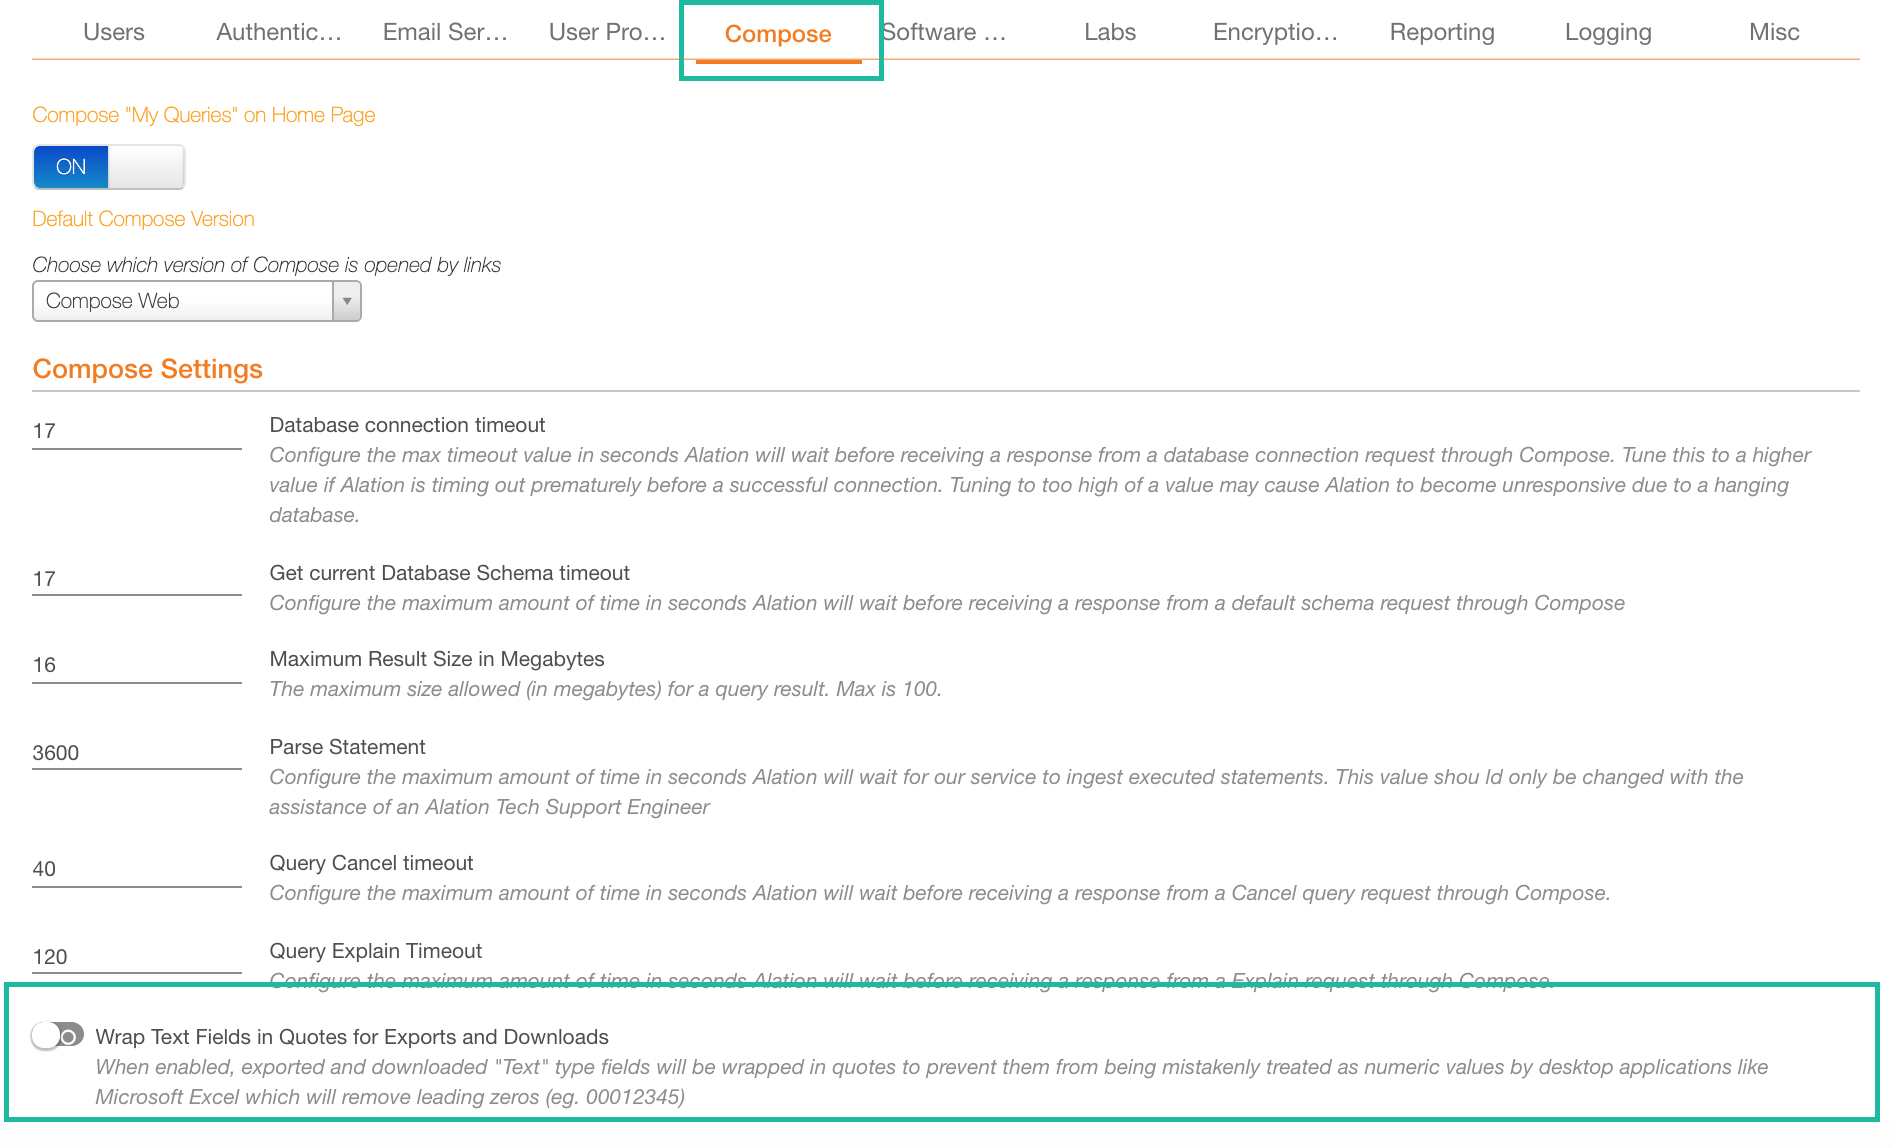 Users Authentic... Email Ser... User Pro... Compose Software ... Labs Encryptio... Reporting Logging Misc
Compose "My Queries" on Home Page
ON
Default Compose Version
Choose which version of Compose is opened by links
Compose Web
Compose Settings
17
Database connection timeout
Configure the max timeout value in seconds Alation will wait before receiving a response from a database connection request through Compose. Tune this to a higher
value if Alation is timing out prematurely before a successful connection. Tuning to too high of a value may cause Alation to become unresponsive due to a hanging
database.
17
Get current Database Schema timeout
Configure the maximum amount of time in seconds Alation will wait before receiving a response from a default schema request through Compose
16
Maximum Result Size in Megabytes
The maximum size allowed (in megabytes) for a query result. Max is 100.
3600
Parse Statement
Configure the maximum amount of time in seconds Alation will wait for our service to ingest executed statements. This value shou ld only be changed with the
assistance of an Alation Tech Support Engineer
40
Query Cancel timeout
Configure the maximum amount of time in seconds Alation will wait before receiving a response from a Cancel query request through Compose.
120
Query Explain Timeout
Configure the maximum amount of time in seconds Alation will wait before receiving a response from a Explain request through Compose.
Wrap Text Fields in Quotes for Exports and Downloads
When enabled, exported and downloaded "Text" type fields will be wrapped in quotes to prevent them from being mistakenly treated as numeric values by desktop applications like
Microsoft Excel which will remove leading zeros (eg. 00012345)